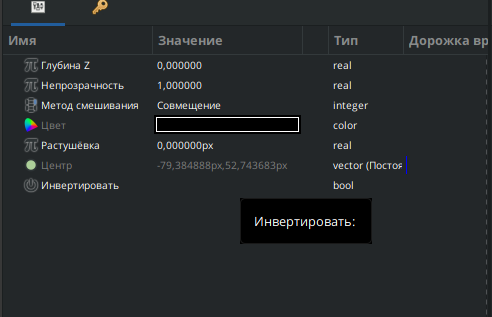 Имя Значение Тип Дорожка вр
Глубина Z 0,000000 real
Непрозрачность 1,000000 real
Метод смешивания Совмещение integer
Цвет color
Растушёвка 0,000000px real
Центр -79,384888px,52,743683px vector (Постоя
Инвертировать bool
Инвертировать: